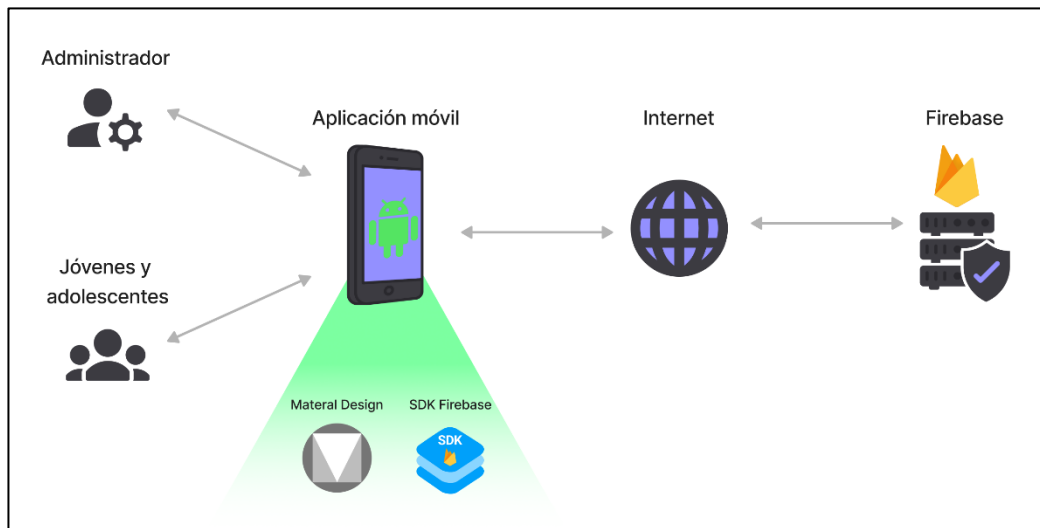 Administrador
Aplicación móvil
Internet
Firebase
Jóvenes y
adolescentes
Materal Design
SDK Firebase
SDK